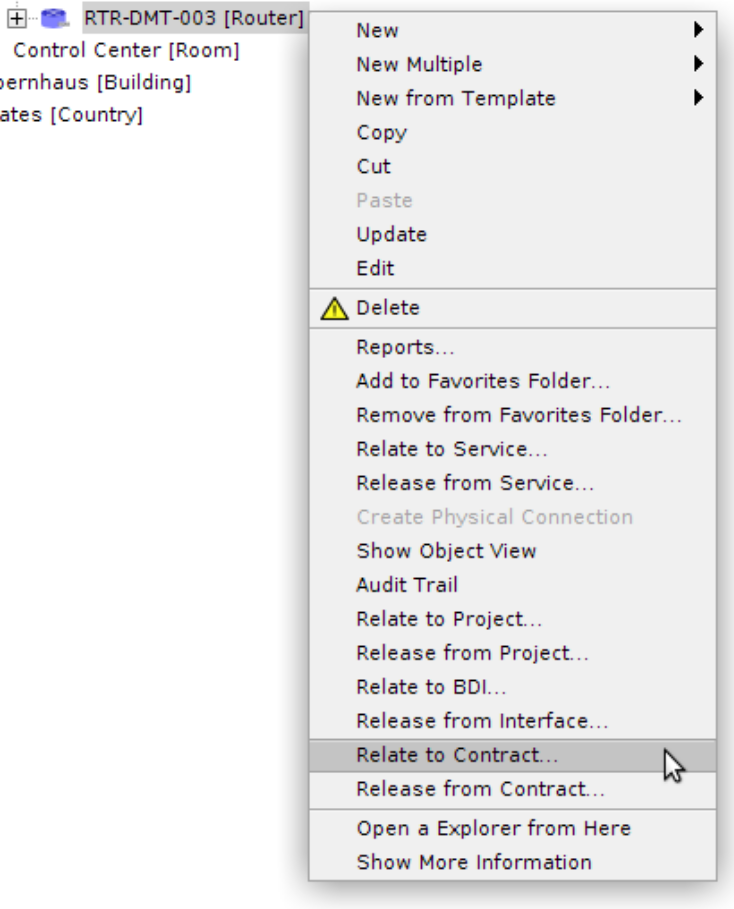 RTR-DMT-003 [Router]
Control Center [Room]
bernhaus [Building]
ates [Country]
New
New Multiple
New from Template
Copy
Cut
Paste
Update
Edit
Delete
Reports...
Add to Favorites Folder...
Remove from Favorites Folder...
Relate to Service...
Release from Service...
Create Physical Connection
Show Object View
Audit Trail
Relate to Project...
Release from Project...
Relate to BDI...
Release from Interface...
Relate to Contract...
Release from Contract...
Open a Explorer from Here
Show More Information